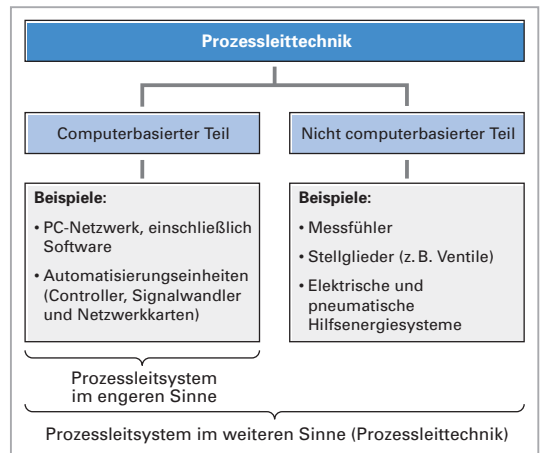 Prozessleittechnik
Computerbasierter Teil
Nicht computerbasierter Teil
Beispiele:
• PC-Netzwerk, einschließlich
Software
• Automatisierungseinheiten
(Controller, Signalwandler
und Netzwerkkarten)
Beispiele:
• Messfühler
• Stellglieder (z. B. Ventile)
• Elektrische und
pneumatische
Hilfsenergiesysteme
Prozessleitsystem
im engeren Sinne
Prozessleitsystem im weiteren Sinne (Prozessleittechnik)